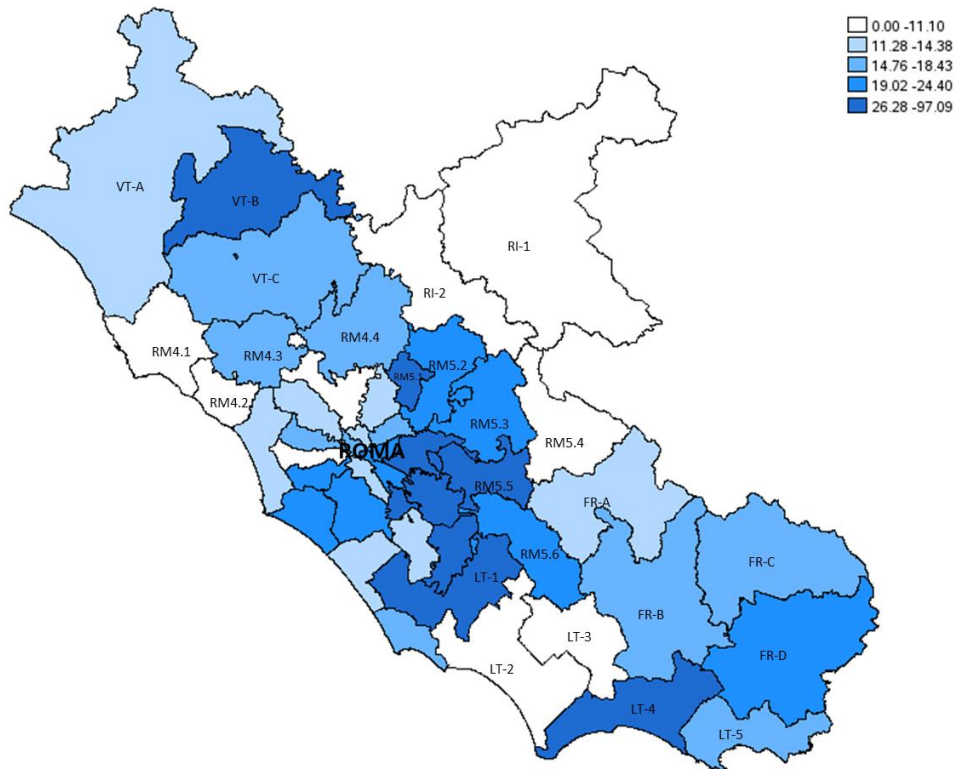 0.00 -11.10
11.28 -14.38
14.76 -18.43
19.02 -24.40
26.28 -97.09
VT-A
VT-B
RI-1
VT-C
RI-2
RM4.4
RM4.1
RM4.3
RM5.2
RM5.1
RM4.2
RM5.3
RM5.4
ROMA
RM5.5
FR-A
RM5.6
FR-C
LT-1
FR-B
LT-3
FR-D
LT-2
LT-4
LT-5